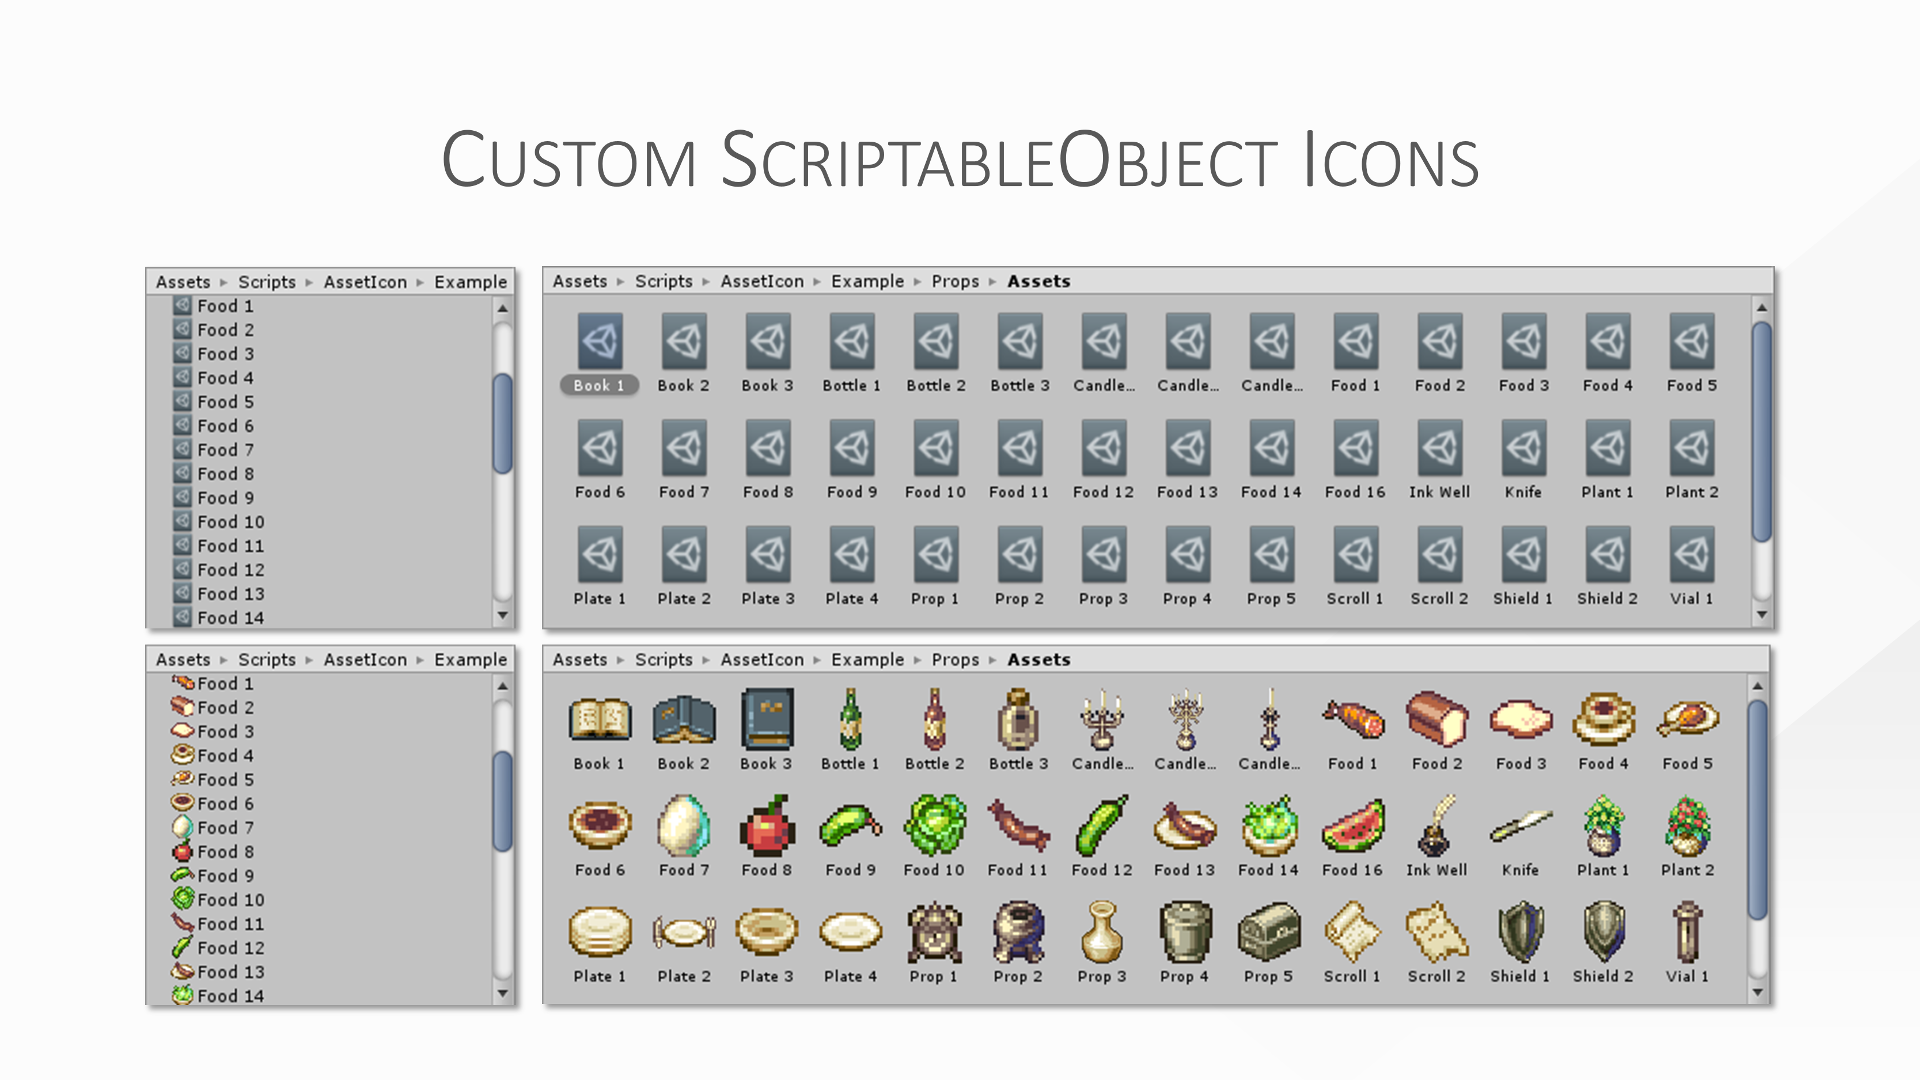 CUSTOM SCRIPTABLEOBJECT ICONS
Assets ▸ Scripts ▸ AssetIcon ▸ Example
Food 1
Food 2
Food 3
Food 4
Food 5
Food 6
Food 7
Food 8
Food 9
Food 10
Food 11
Food 12
Food 13
Food 14
Assets ▸ Scripts ▸ AssetIcon ▸ Example ▸ Props ▸ Assets
Book 1 Book 2 Book 3 Bottle 1 Bottle 2 Bottle 3 Candle... Candle... Candle... Food 1 Food 2 Food 3 Food 4 Food 5
Food 6 Food 7 Food 8 Food 9 Food 10 Food 11 Food 12 Food 13 Food 14 Food 16 Ink Well Knife Plant 1 Plant 2
Plate 1 Plate 2 Plate 3 Plate 4 Prop 1 Prop 2 Prop 3 Prop 4 Prop 5 Scroll 1 Scroll 2 Shield 1 Shield 2 Vial 1
Assets ▸ Scripts ▸ AssetIcon ▸ Example
Food 1
Food 2
Food 3
Food 4
Food 5
Food 6
Food 7
Food 8
Food 9
Food 10
Food 11
Food 12
Food 13
Food 14
Assets ▸ Scripts ▸ AssetIcon ▸ Example ▸ Props ▸ Assets
Book 1 Book 2 Book 3 Bottle 1 Bottle 2 Bottle 3 Candle... Candle... Candle... Food 1 Food 2 Food 3 Food 4 Food 5
Food 6 Food 7 Food 8 Food 9 Food 10 Food 11 Food 12 Food 13 Food 14 Food 16 Ink Well Knife Plant 1 Plant 2
Plate 1 Plate 2 Plate 3 Plate 4 Prop 1 Prop 2 Prop 3 Prop 4 Prop 5 Scroll 1 Scroll 2 Shield 1 Shield 2 Vial 1